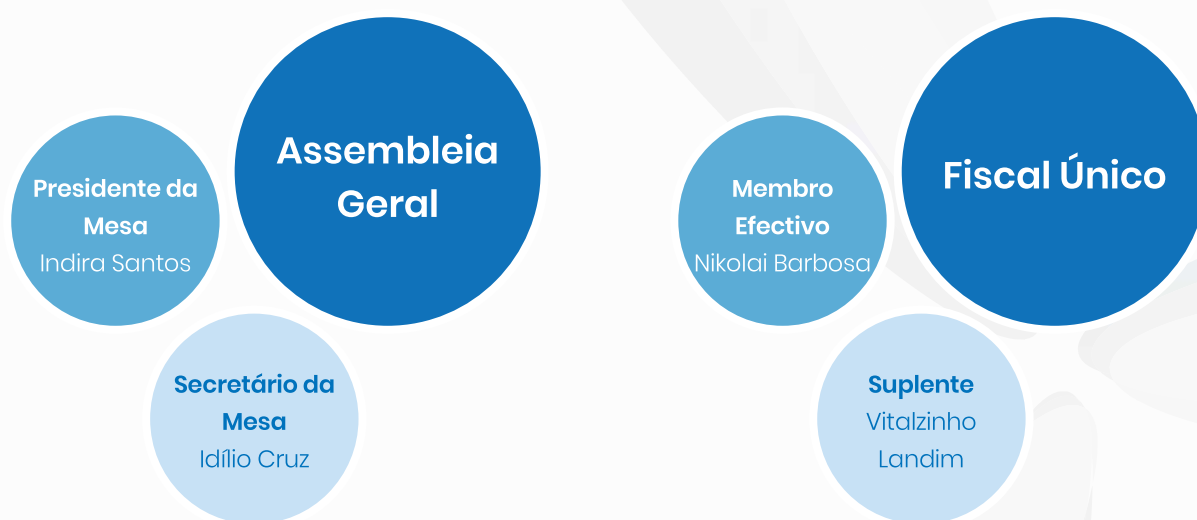 Assembleia
Geral
Presidente da
Mesa
Indira Santos
Secretário da
Mesa
Idílio Cruz
Fiscal Único
Membro
Efectivo
Nikolai Barbosa
Suplente
Vitalzinho
Landim